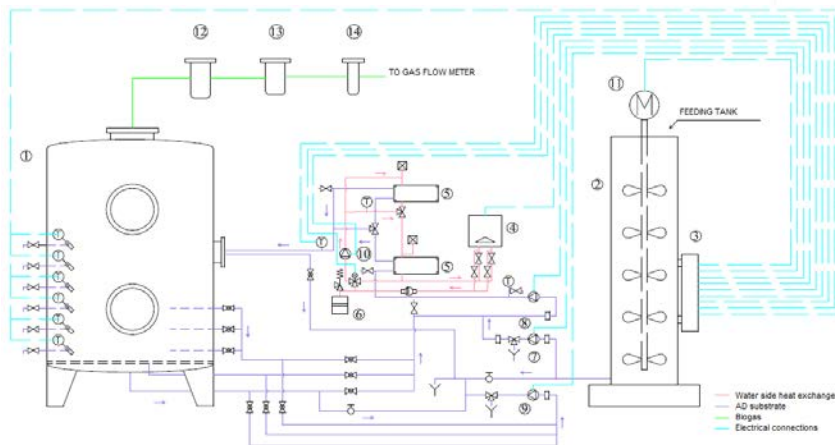 ⑫ ⑬ ⑭
TO GAS FLOW METER
⑪
M
FEEDING TANK
①
②
③
④
⑤
T
⑤
T
⑩
T
T
T
T
T
T
T
T
⑥
⑧
⑦
⑨
Water side heat exchange
AD substrate
Biogas
Electrical connections